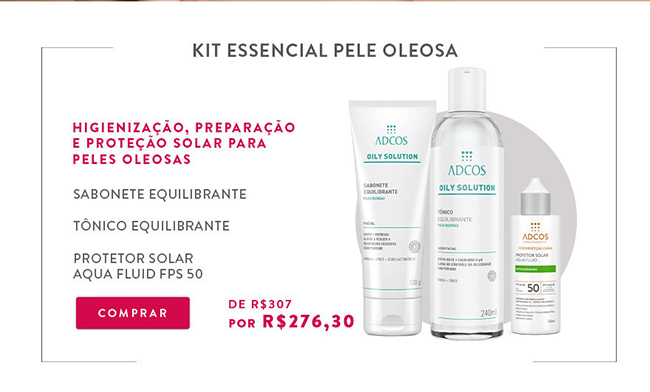 KIT ESSENCIAL PELE OLEOSA
HIGIENIZAÇÃO, PREPARAÇÃO
E PROTEÇÃO SOLAR PARA
PELES OLEOSAS
SABONETE EQUILIBRANTE
TÔNICO EQUILIBRANTE
PROTETOR SOLAR
AQUA FLUID FPS 50
COMPRAR
DE R$307
POR R$276,30
ADCOS
OILY SOLUTION
SABONETE
EQUILIBRANTE
FACIAL
120 g
ADCOS
OILY SOLUTION
TÔNICO
EQUILIBRANTE
240ml
ADCOS
PROTETOR SOLAR
AQUA FLUID
50